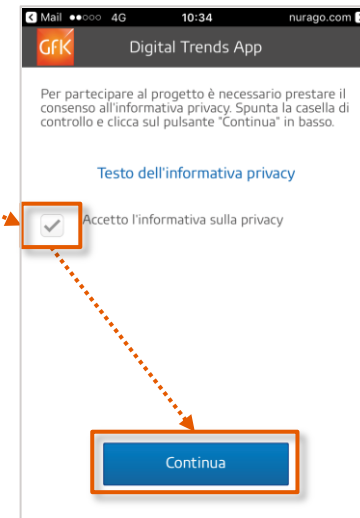 Mail 4G 10:34 nurago.com
GfK Digital Trends App
Per partecipare al progetto è necessario prestare il
consenso all'informativa privacy. Spunta la casella di
controllo e clicca sul pulsante "Continua" in basso.
Testo dell'informativa privacy
Accetto l'informativa sulla privacy
Continua